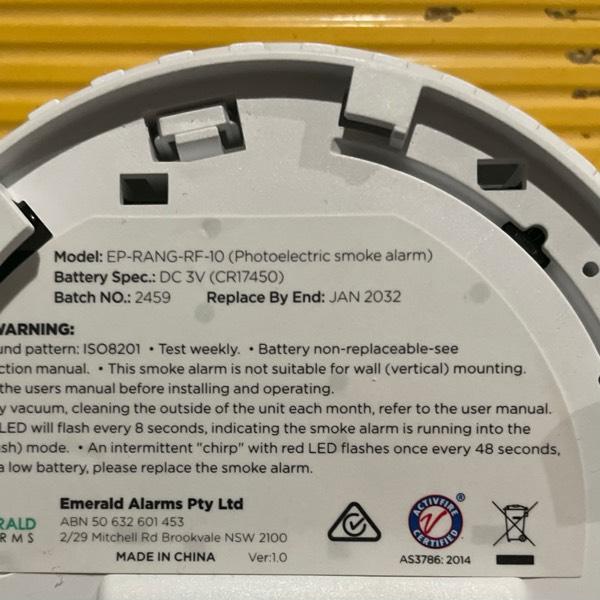 Model: EP-RANG-RF-10 (Photoelectric smoke alarm)
Battery Spec.: DC 3V (CR17450)
Batch NO.: 2459 Replace By End: JAN 2032
WARNING:
und pattern: ISO8201 • Test weekly. • Battery non-replaceable-see
ction manual. • This smoke alarm is not suitable for wall (vertical) mounting.
the users manual before installing and operating.
y vacuum, cleaning the outside of the unit each month, refer to the user manual.
LED will flash every 8 seconds, indicating the smoke alarm is running into the
sh) mode. • An intermittent "chirp" with red LED flashes once every 48 seconds,
a low battery, please replace the smoke alarm.
Emerald Alarms Pty Ltd
ABN 50 632 601 453
2/29 Mitchell Rd Brookvale NSW 2100
MADE IN CHINA Ver:1.0
RALD
RMS
ACTIVFIRE
CERTIFIED
®
AS3786: 2014